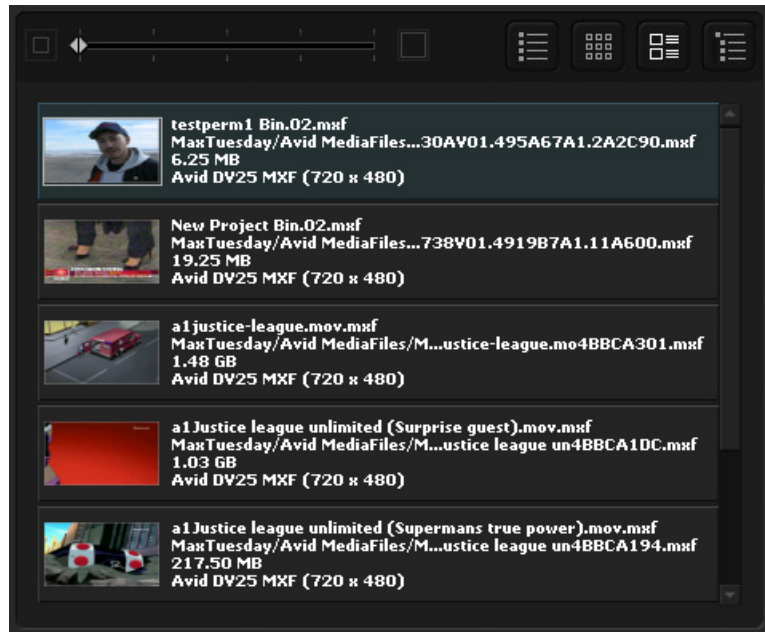 testperm1 Bin.02.mxf
MaxTuesday/Avid MediaFiles...30AV01.495A67A1.2A2C90.mxf
6.25 MB
Avid DV25 MXF (720 x 480)
New Project Bin.02.mxf
MaxTuesday/Avid MediaFiles...738V01.4919B7A1.11A600.mxf
19.25 MB
Avid DV25 MXF (720 x 480)
a1justice-league.mov.mxf
MaxTuesday/Avid MediaFiles/M...ustice-league.mo4BBCA301.mxf
1.48 GB
Avid DV25 MXF (720 x 480)
a1Justice league unlimited (Surprise guest).mov.mxf
MaxTuesday/Avid MediaFiles/M...ustice league un4BBCA1DC.mxf
1.03 GB
Avid DV25 MXF (720 x 480)
a1Justice league unlimited (Supermans true power).mov.mxf
MaxTuesday/Avid MediaFiles/M...ustice league un4BBCA194.mxf
217.50 MB
Avid DV25 MXF (720 x 480)